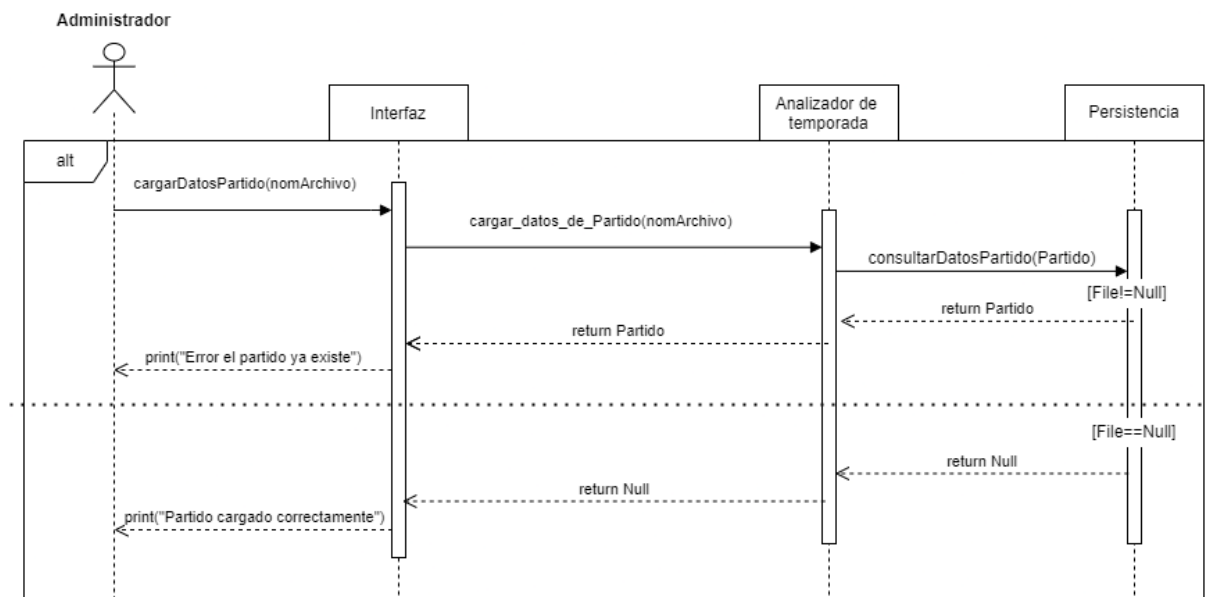 Administrador
Interfaz
Analizador de
temporada
Persistencia
alt
cargarDatosPartido(nomArchivo)
cargar_datos_de_Partido(nomArchivo)
consultarDatosPartido(Partido)
[File!=Null]
return Partido
return Partido
print("Error el partido ya existe")
[File==Null]
return Null
return Null
print("Partido cargado correctamente")